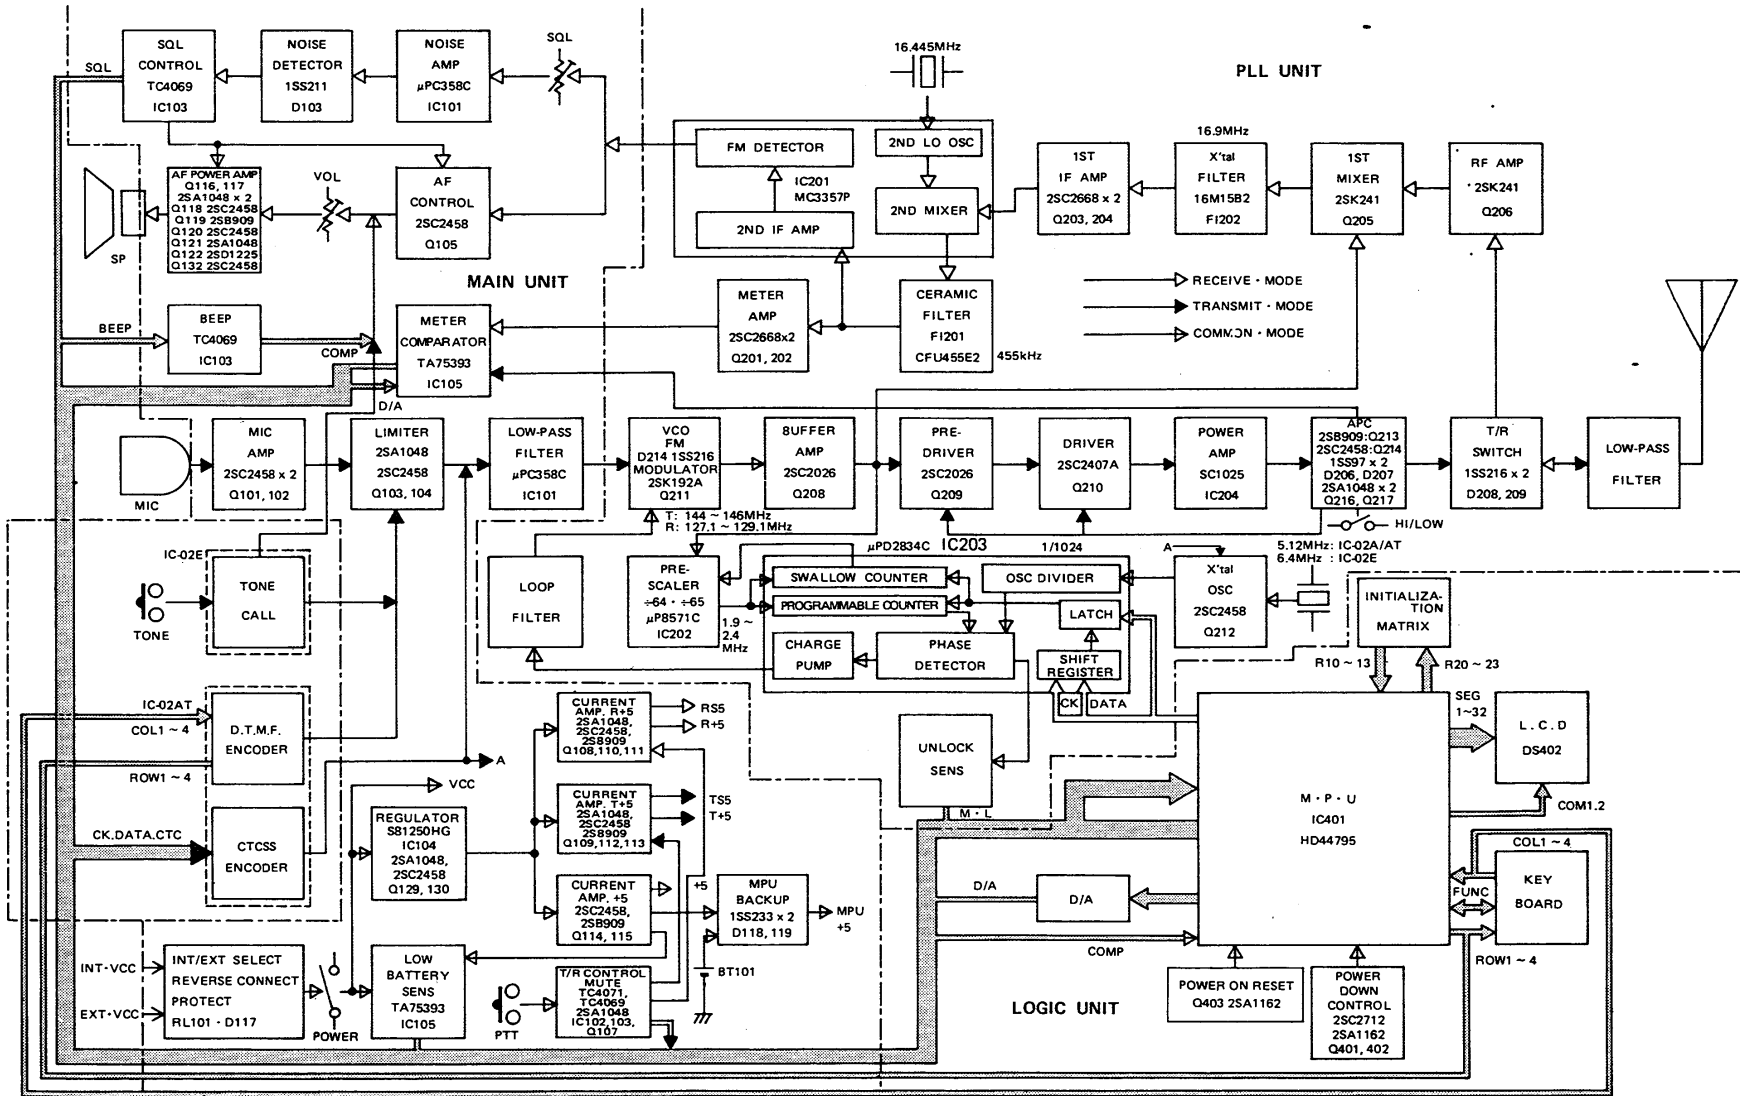 SQL
CONTROL
TC4069
IC103
NOISE
DETECTOR
1SS211
D103
NOISE
AMP
μPC358C
IC101
SQL
SQL
16.445MHz
PLL UNIT
FM DETECTOR
2ND LO OSC
IC201
MC3357P
2ND MIXER
2ND IF AMP
1ST
IF AMP
2SC2668 x 2
Q203, 204
16.9MHz
X'tal
FILTER
16M15B2
FI202
1ST
MIXER
2SK241
Q205
RF AMP
2SK241
Q206
AF POWER AMP
Q116, 117
2SA1048 x 2
Q118 2SC2458
Q119 2SB909
Q120 2SC2458
Q121 2SA1048
Q122 2SD1225
Q132 2SC2458
VOL
AF
CONTROL
2SC2458
Q105
SP
MAIN UNIT
BEEP
BEEP
TC4069
IC103
COMP
METER
COMPARATOR
TA75393
IC105
D/A
METER
AMP
2SC2668x2
Q201, 202
CERAMIC
FILTER
FI201
CFU455E2
455kHz
RECEIVE · MODE
TRANSMIT · MODE
COMMON · MODE
MIC
MIC
AMP
2SC2458 x 2
Q101, 102
LIMITER
2SA1048
2SC2458
Q103, 104
LOW-PASS
FILTER
μPC358C
IC101
VCO
FM
D214 1SS216
MODULATOR
2SK192A
Q211
BUFFER
AMP
2SC2026
Q208
PRE-
DRIVER
2SC2026
Q209
DRIVER
2SC2407A
Q210
POWER
AMP
SC1025
IC204
APC
2SB909:Q213
2SC2458:Q214
1SS97 x 2
D206, D207
2SA1048 x 2
Q216, Q217
T/R
SWITCH
1SS216 x 2
D208, 209
LOW-PASS
FILTER
HI/LOW
T: 144 ~ 146MHz
R: 127.1 ~ 129.1MHz
IC-02E
TONE
CALL
TONE
LOOP
FILTER
PRE-
SCALER
÷64 · ÷65
μP8571C
IC202
1.9 ~
2.4
MHz
μPD2834C
IC203
1/1024
SWALLOW COUNTER
OSC DIVIDER
PROGRAMMABLE COUNTER
LATCH
CHARGE
PUMP
PHASE
DETECTOR
SHIFT
REGISTER
CK
DATA
A
X'tal
OSC
2SC2458
Q212
5.12MHz: IC-02A/AT
6.4MHz : IC-02E
INITIALIZA-
TION
MATRIX
R10 ~ 13
R20 ~ 23
IC-02AT
COL1 ~ 4
D.T.M.F.
ENCODER
ROW1 ~ 4
CK.DATA.CTC
CTCSS
ENCODER
A
VCC
REGULATOR
S81250HG
IC104
2SA1048,
2SC2458
Q129, 130
CURRENT
AMP. R+5
2SA1048,
2SC2458,
2SB909
Q108,110,111
RS5
R+5
CURRENT
AMP. T+5
2SA1048,
2SC2458
2SB909
Q109,112,113
TS5
T+5
CURRENT
AMP. +5
2SC2458,
2SB909
Q114, 115
+5
MPU
BACKUP
1SS233 x 2
D118, 119
MPU
+5
BT101
UNLOCK
SENS
M · L
M · P · U
IC401
HD44795
SEG
1~32
L.C.D
DS402
COM1.2
COL1 ~ 4
KEY
BOARD
FUNC
ROW1 ~ 4
D/A
D/A
COMP
INT·VCC
EXT·VCC
INT/EXT SELECT
REVERSE CONNECT
PROTECT
RL101 · D117
POWER
LOW
BATTERY
SENS
TA75393
IC105
PTT
T/R CONTROL
MUTE
TC4071,
TC4069
2SA1048
IC102,103,
Q107
LOGIC UNIT
POWER ON RESET
Q403 2SA1162
POWER
DOWN
CONTROL
2SC2712
2SA1162
Q401, 402